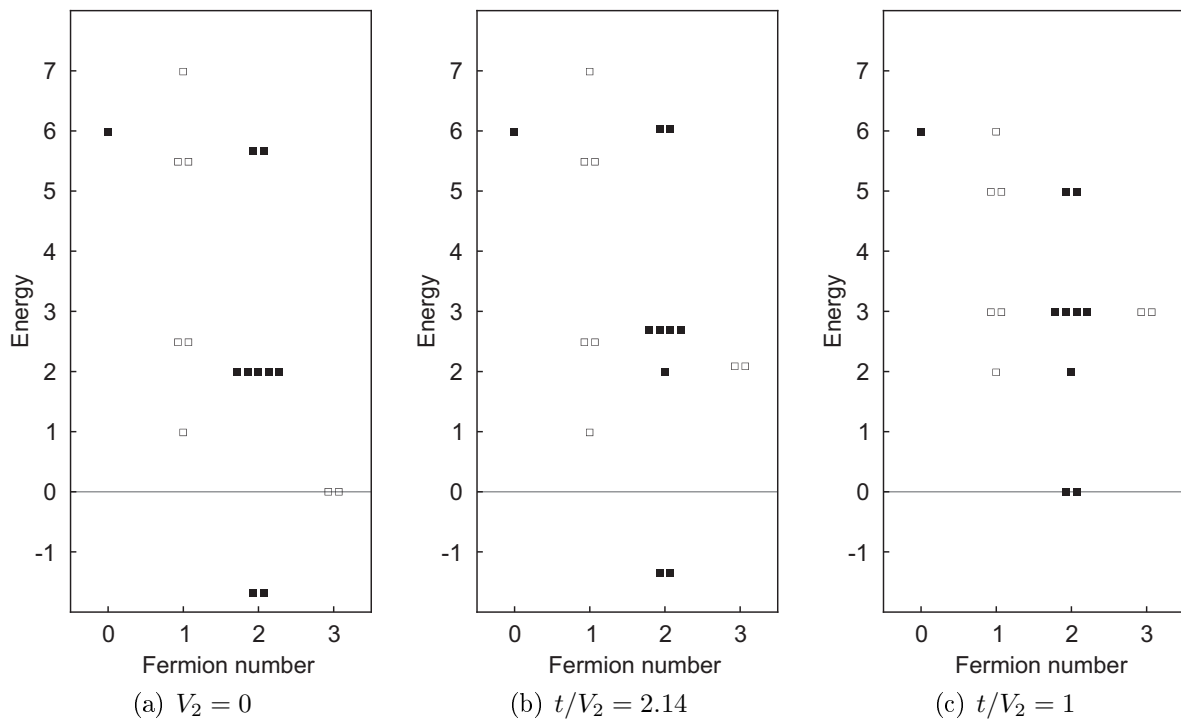 7
6
5
4
3
2
1
0
-1
Energy
0 1 2 3
Fermion number
(a) V₂ = 0
7
6
5
4
3
2
1
0
-1
Energy
0 1 2 3
Fermion number
(b) t/V₂ = 2.14
7
6
5
4
3
2
1
0
-1
Energy
0 1 2 3
Fermion number
(c) t/V₂ = 1